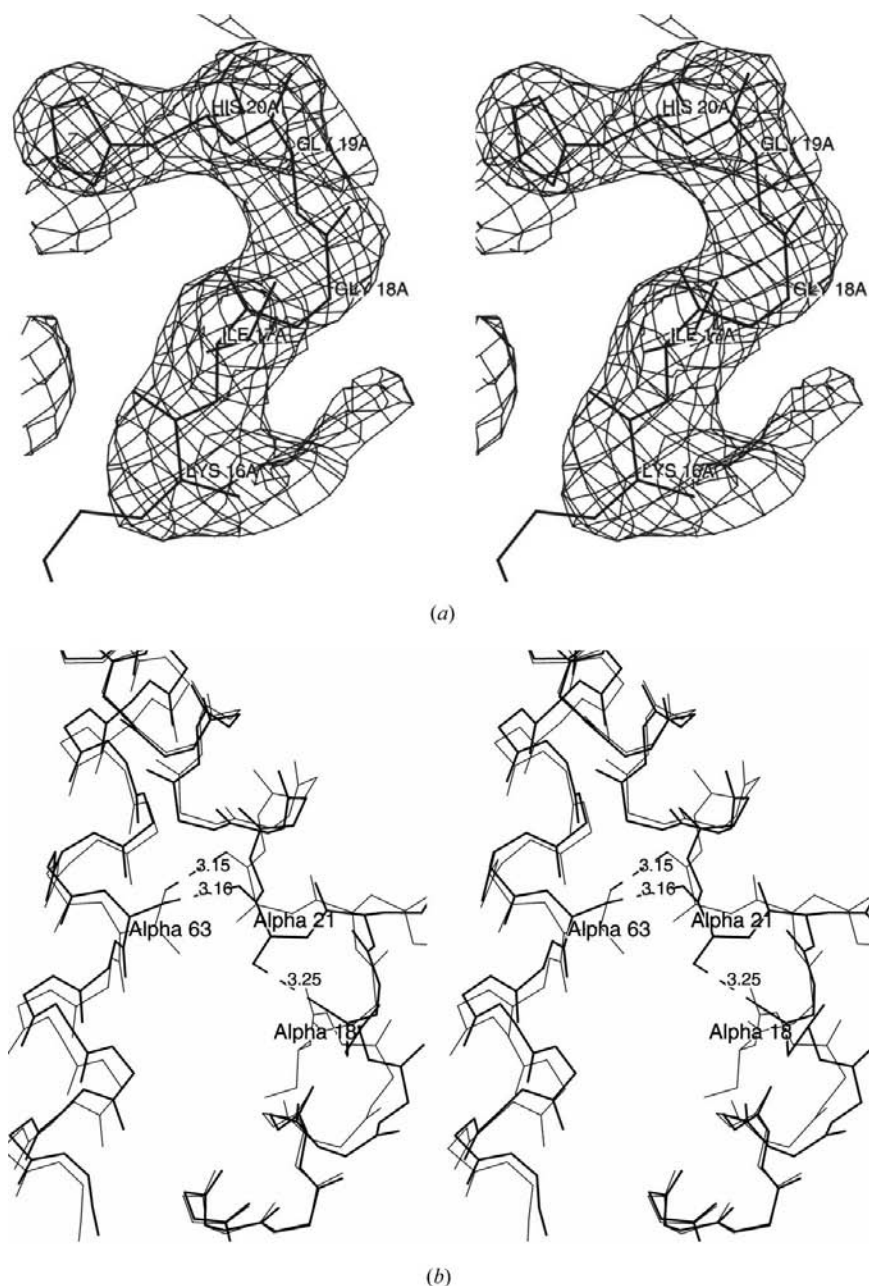 HIS 20A
HIS 20A
GLY 19A
GLY 19A
GLY 18A
GLY 18A
ILE 17A
ILE 17A
LYS 16A
LYS 16A
(a)
3.15
3.15
3.16
3.16
Alpha 63
Alpha 21
Alpha 63
Alpha 21
3.25
3.25
Alpha 18
Alpha 18
(b)